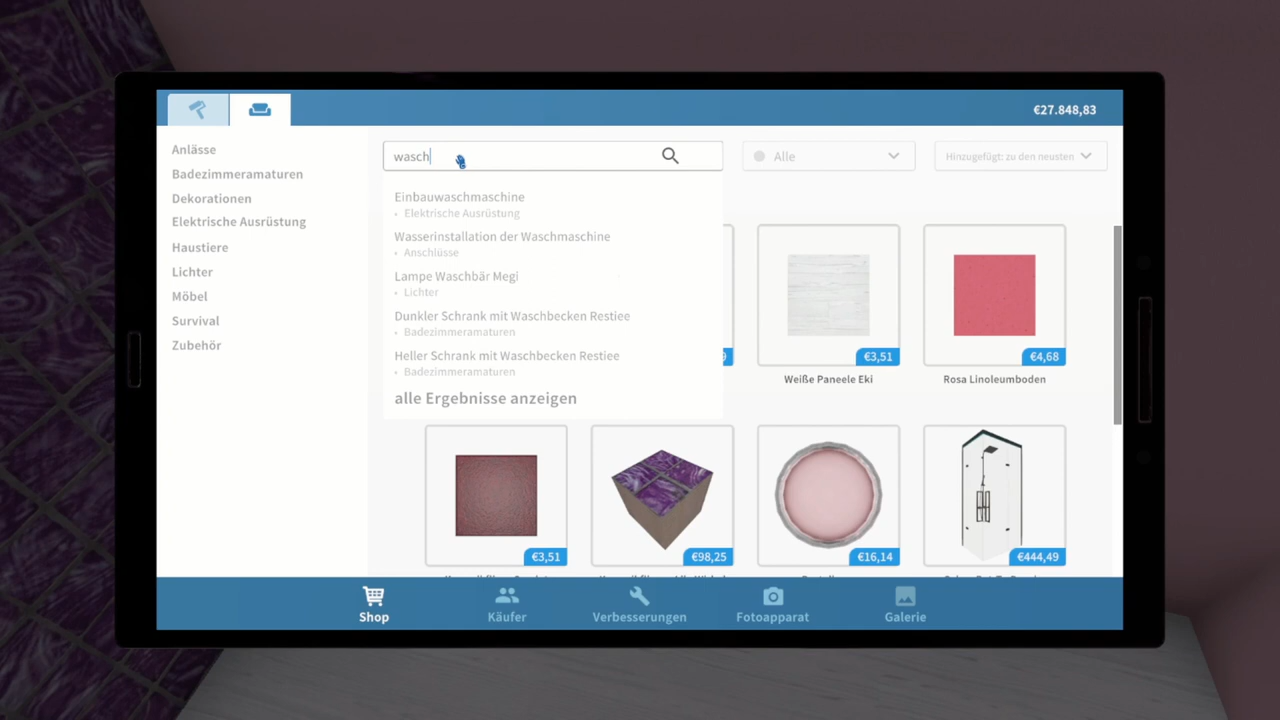 €27.848,83
Anlässe
Badezimmeramaturen
Dekorationen
Elektrische Ausrüstung
Haustiere
Lichter
Möbel
Survival
Zubehör
wasch
Alle
Hinzugefügt: zu den neusten
Einbauwaschmaschine
• Elektrische Ausrüstung
Wasserinstallation der Waschmaschine
• Anschlüsse
Lampe Waschbär Megi
• Lichter
Dunkler Schrank mit Waschbecken Restiee
• Badezimmeramaturen
Heller Schrank mit Waschbecken Restiee
• Badezimmeramaturen
alle Ergebnisse anzeigen
€3,51
€4,68
Weiße Paneele Eki
Rosa Linoleumboden
€3,51
€98,25
€16,14
€444,49
Shop
Käufer
Verbesserungen
Fotoapparat
Galerie